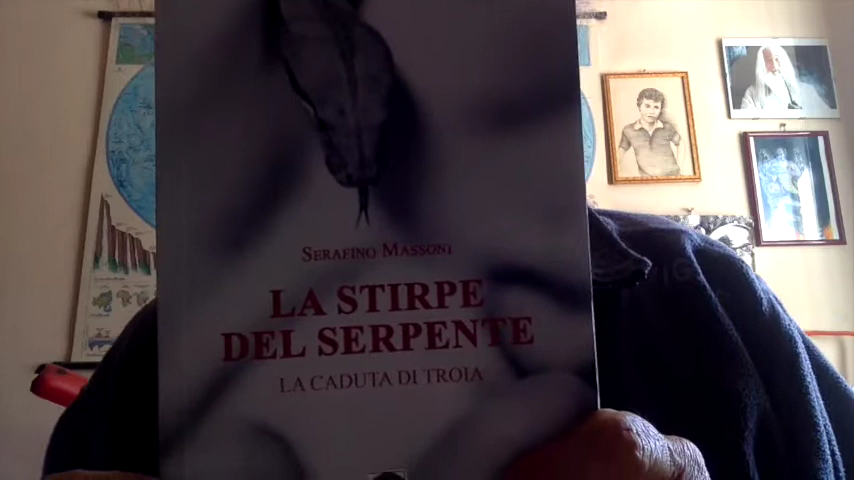 SERAFINO MASSONI
LA STIRPE
DEL SERPENTE
LA CADUTA DI TROIA